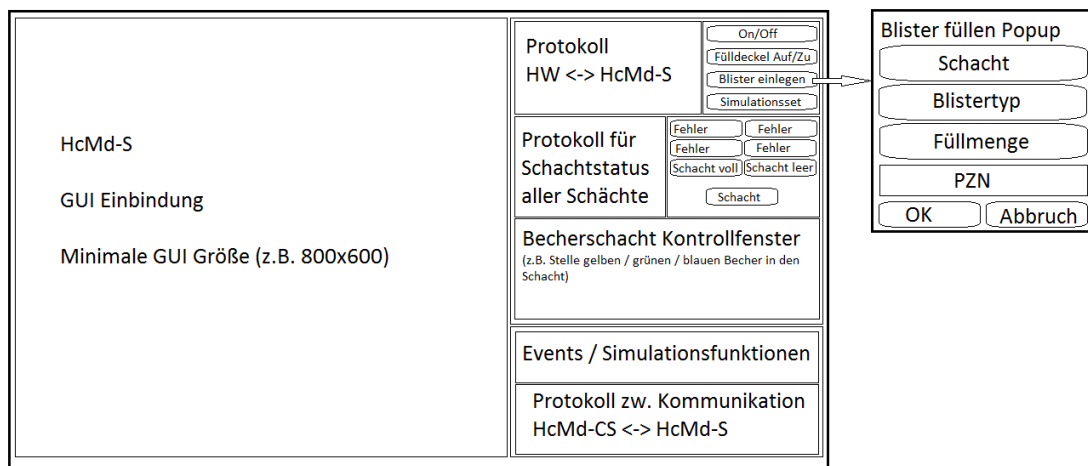 HcMd-S
GUI Einbindung
Minimale GUI Größe (z.B. 800x600)
Protokoll
HW <-> HcMd-S
On/Off
Fülldeckel Auf/Zu
Blister einlegen
Simulationsset
Protokoll für
Schachtstatus
aller Schächte
Fehler Fehler
Fehler Fehler
Schacht voll Schacht leer
Schacht
Becherschacht Kontrollfenster
(z.B. Stelle gelben / grünen / blauen Becher in den
Schacht)
Events / Simulationsfunktionen
Protokoll zw. Kommunikation
HcMd-CS <-> HcMd-S
Blister füllen Popup
Schacht
Blistertyp
Füllmenge
PZN
OK Abbruch